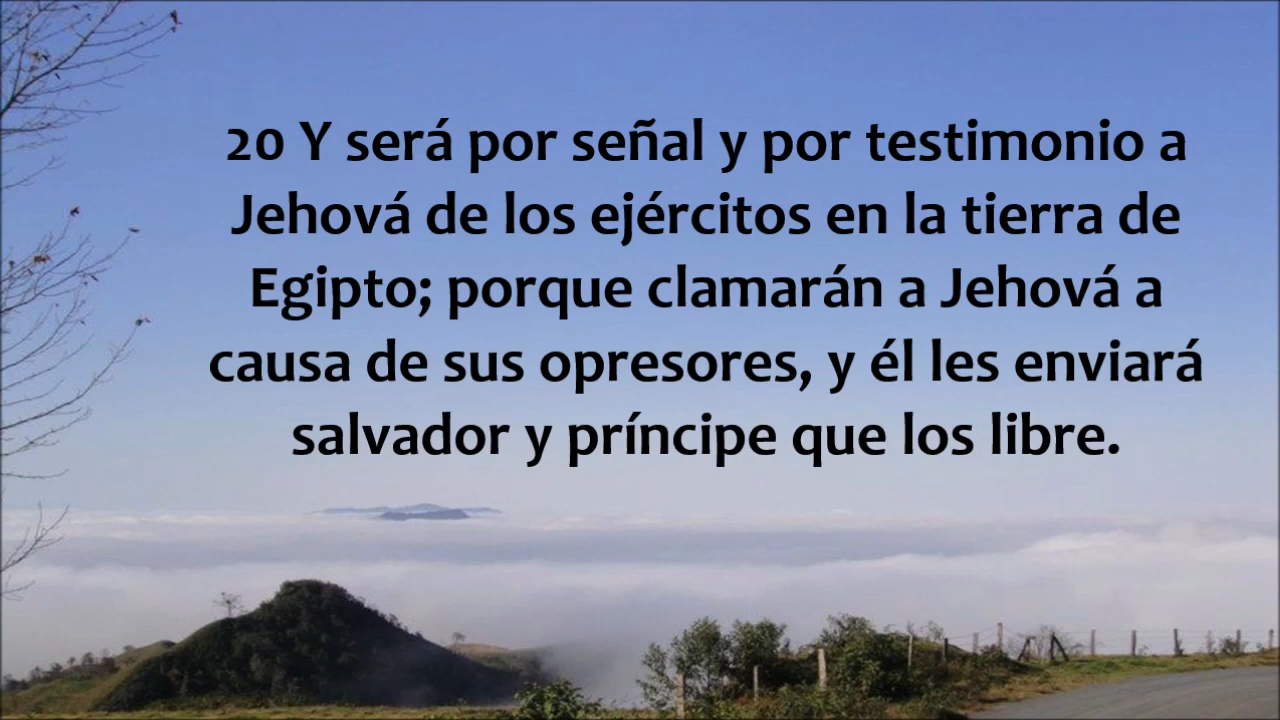 20 Y será por señal y por testimonio a
Jehová de los ejércitos en la tierra de
Egipto; porque clamarán a Jehová a
causa de sus opresores, y él les enviará
salvador y príncipe que los libre.